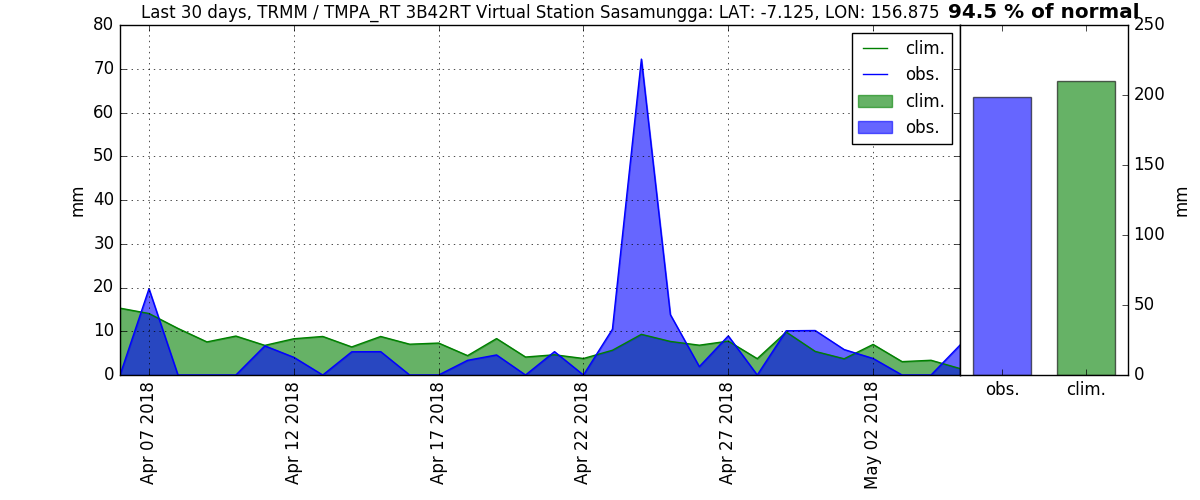 Last 30 days, TRMM / TMPA_RT 3B42RT Virtual Station Sasamungga: LAT: -7.125, LON: 156.875
94.5 % of normal
80
70
60
50
40
30
20
10
0
mm
clim.
obs.
clim.
obs.
250
200
150
100
50
0
mm
obs.
clim.
Apr 07 2018
Apr 12 2018
Apr 17 2018
Apr 22 2018
Apr 27 2018
May 02 2018